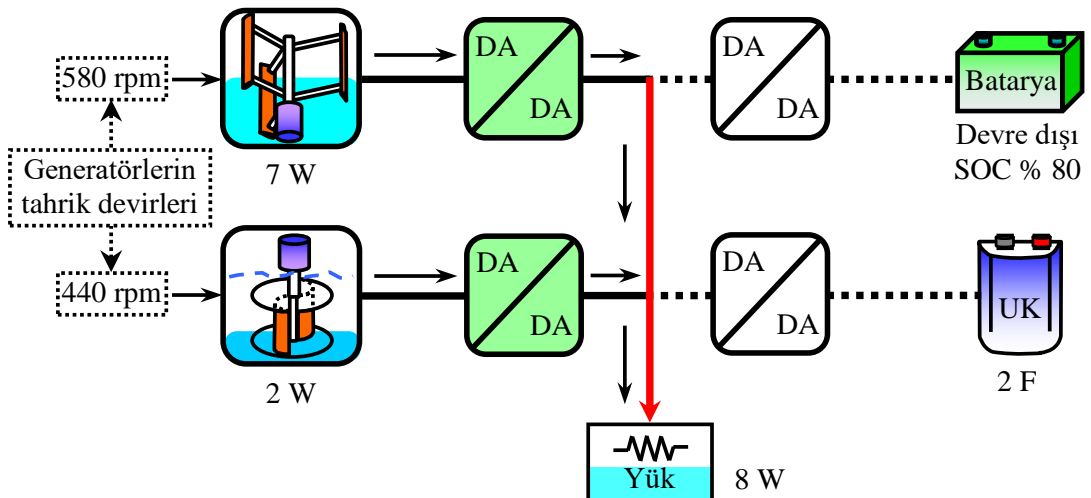 580 rpm
Generatörlerin
tahrik devirleri
440 rpm
7 W
2 W
DA
DA
DA
DA
DA
DA
DA
DA
Batarya
Devre dışı
SOC % 80
UK
2 F
Yük
8 W